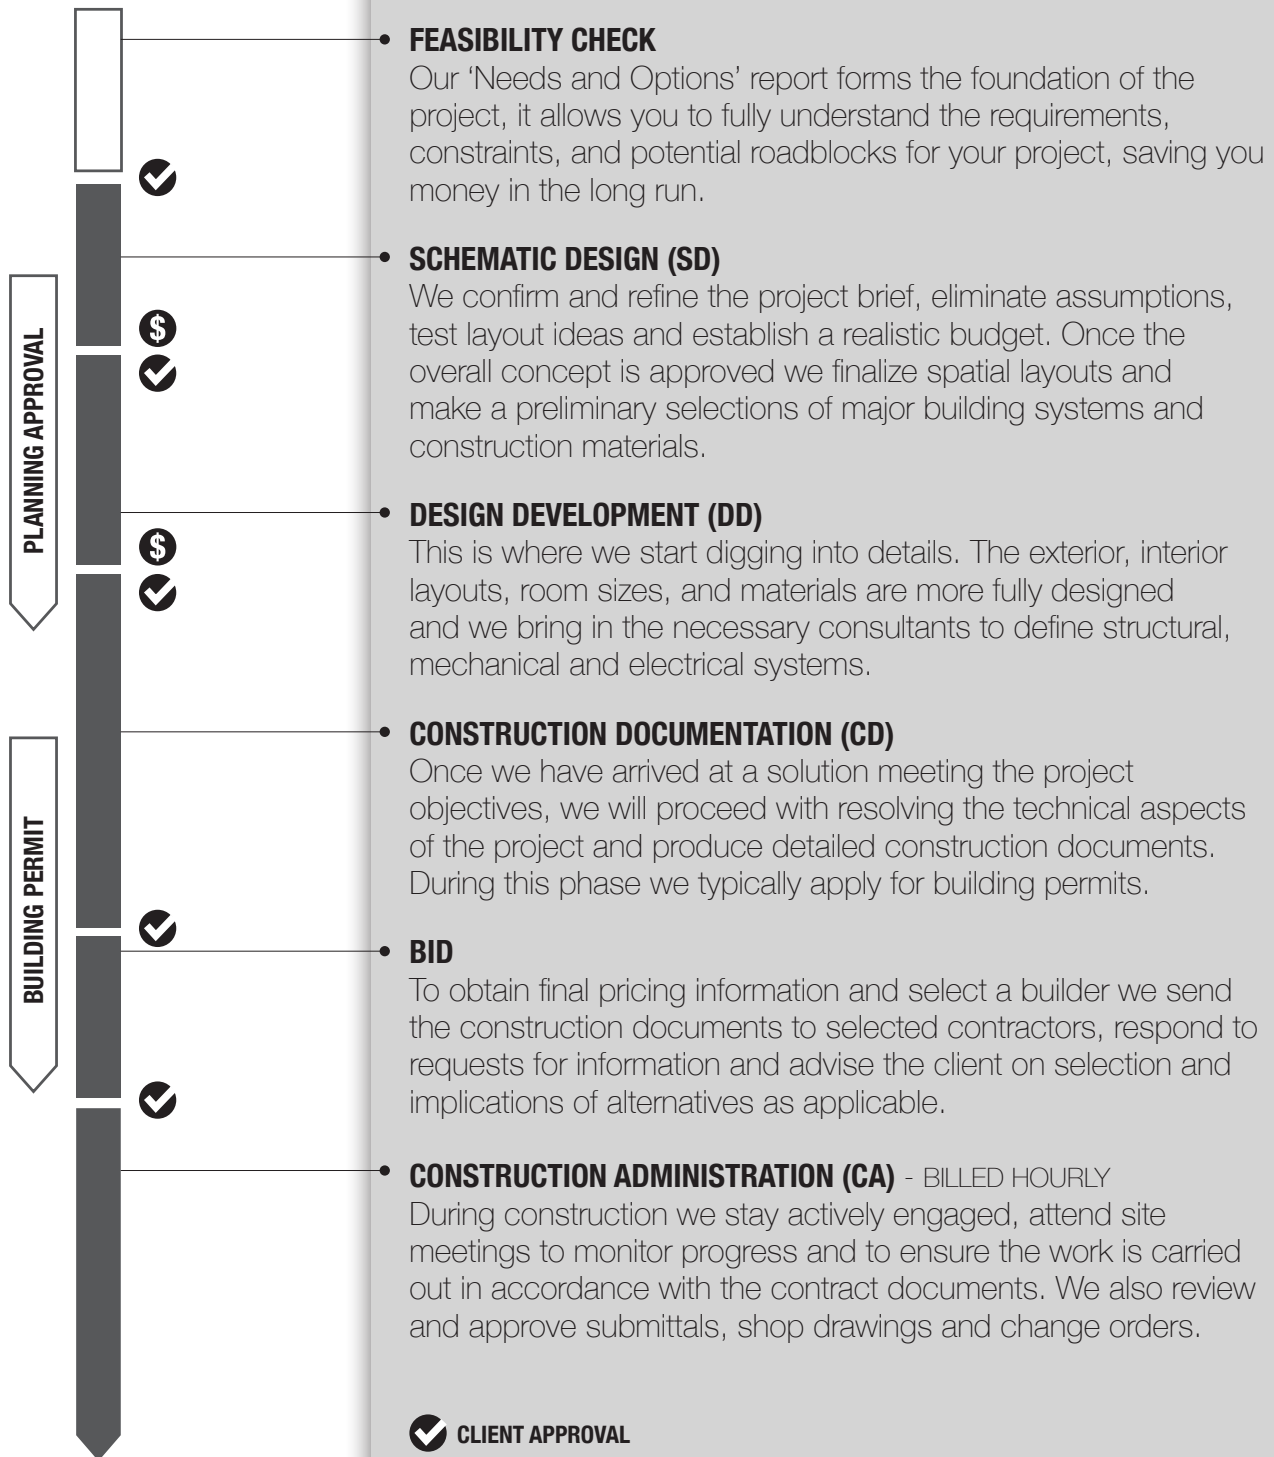 FEASIBILITY CHECK
Our ‘Needs and Options’ report forms the foundation of the
project, it allows you to fully understand the requirements,
constraints, and potential roadblocks for your project, saving you
money in the long run.
SCHEMATIC DESIGN (SD)
We confirm and refine the project brief, eliminate assumptions,
test layout ideas and establish a realistic budget. Once the
overall concept is approved we finalize spatial layouts and
make a preliminary selections of major building systems and
construction materials.
PLANNING APPROVAL
$
DESIGN DEVELOPMENT (DD)
This is where we start digging into details. The exterior, interior
layouts, room sizes, and materials are more fully designed
and we bring in the necessary consultants to define structural,
mechanical and electrical systems.
$
CONSTRUCTION DOCUMENTATION (CD)
Once we have arrived at a solution meeting the project
objectives, we will proceed with resolving the technical aspects
of the project and produce detailed construction documents.
During this phase we typically apply for building permits.
BUILDING PERMIT
BID
To obtain final pricing information and select a builder we send
the construction documents to selected contractors, respond to
requests for information and advise the client on selection and
implications of alternatives as applicable.
CONSTRUCTION ADMINISTRATION (CA) - BILLED HOURLY
During construction we stay actively engaged, attend site
meetings to monitor progress and to ensure the work is carried
out in accordance with the contract documents. We also review
and approve submittals, shop drawings and change orders.
CLIENT APPROVAL